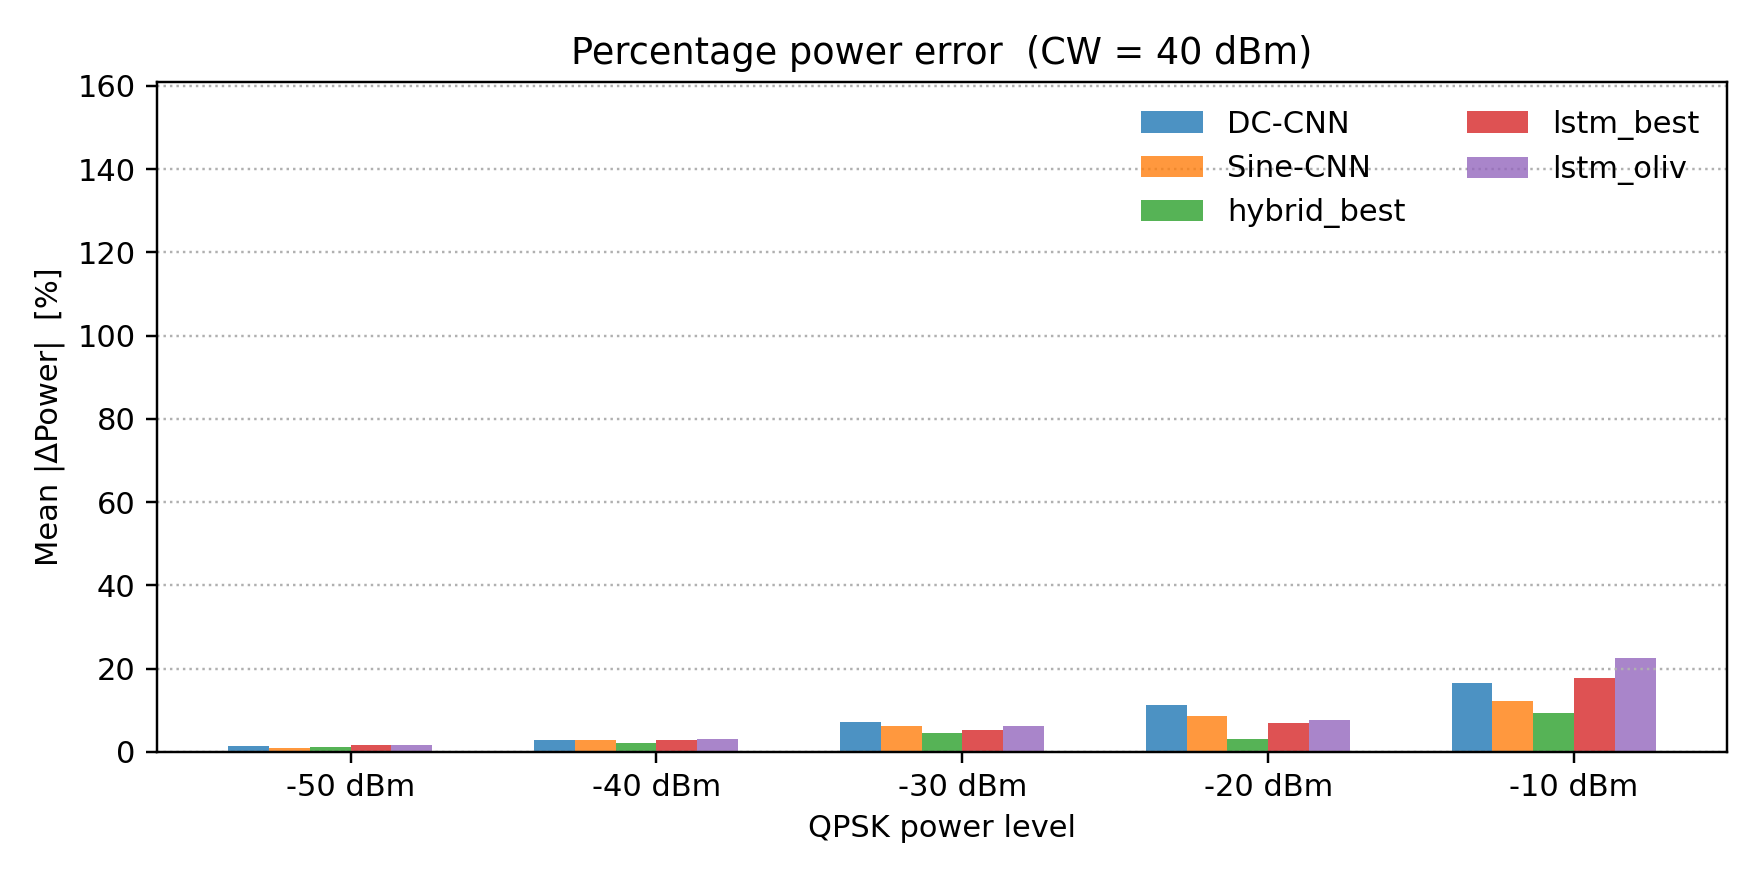 Percentage power error  (CW = 40 dBm)
160
140
120
100
80
60
40
20
0
Mean |ΔPower|  [%]
DC-CNN
Sine-CNN
hybrid_best
lstm_best
lstm_oliv
-50 dBm
-40 dBm
-30 dBm
-20 dBm
-10 dBm
QPSK power level